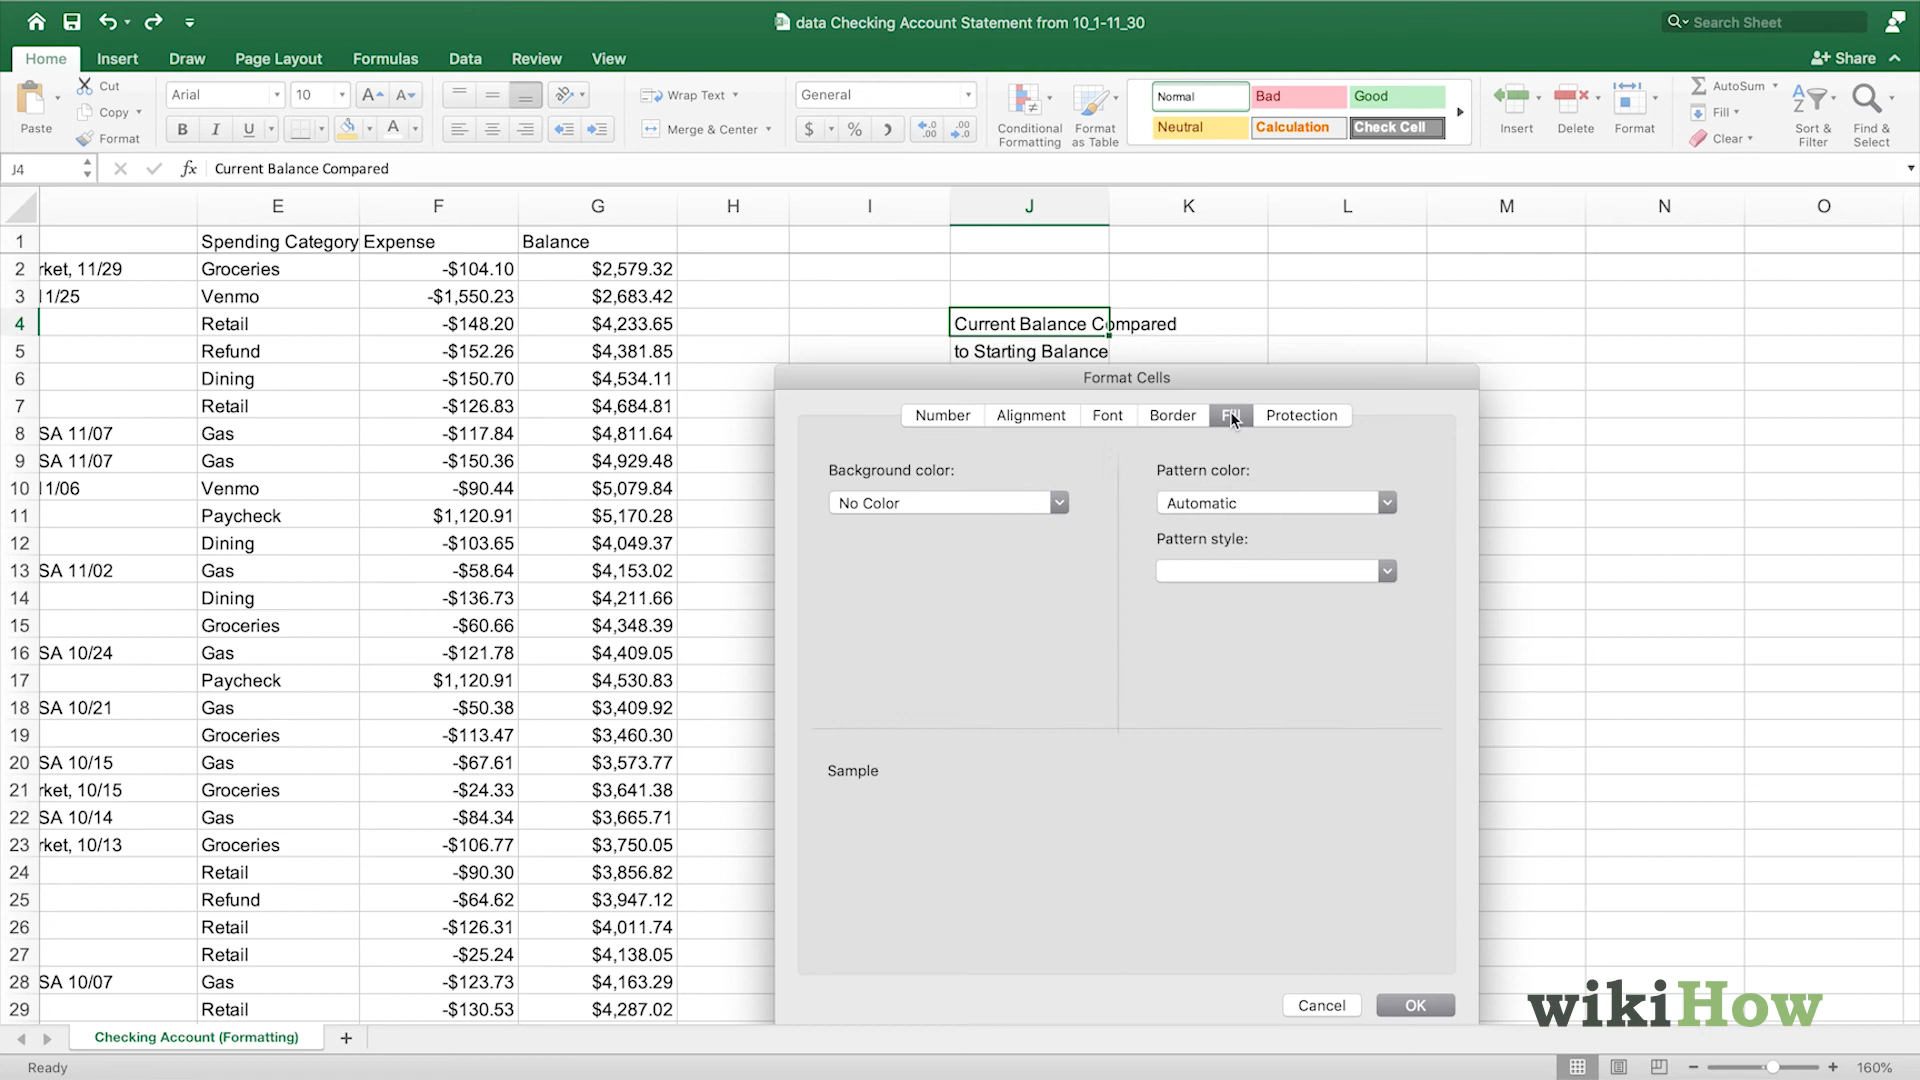 data Checking Account Statement from 10_1-11_30
Search Sheet
Home Insert Draw Page Layout Formulas Data Review View Share
Paste Cut Copy Format
Arial 10
B I U A
Wrap Text
Merge & Center
General
$ % )
Conditional Formatting
Format as Table
Normal Bad Good
Neutral Calculation Check Cell
Insert Delete Format
AutoSum
Fill
Clear
Sort & Filter
Find & Select
J4 fx Current Balance Compared
E F G H I J K L M N O
1 Spending Category Expense Balance
2 rket, 11/29 Groceries -$104.10 $2,579.32
3 11/25 Venmo -$1,550.23 $2,683.42
4 Retail -$148.20 $4,233.65 Current Balance Compared
5 Refund -$152.26 $4,381.85 to Starting Balance
6 Dining -$150.70 $4,534.11
7 Retail -$126.83 $4,684.81
8 SA 11/07 Gas -$117.84 $4,811.64
9 SA 11/07 Gas -$150.36 $4,929.48
10 11/06 Venmo -$90.44 $5,079.84
11 Paycheck $1,120.91 $5,170.28
12 Dining -$103.65 $4,049.37
13 SA 11/02 Gas -$58.64 $4,153.02
14 Dining -$136.73 $4,211.66
15 Groceries -$60.66 $4,348.39
16 SA 10/24 Gas -$121.78 $4,409.05
17 Paycheck $1,120.91 $4,530.83
18 SA 10/21 Gas -$50.38 $3,409.92
19 Groceries -$113.47 $3,460.30
20 SA 10/15 Gas -$67.61 $3,573.77
21 rket, 10/15 Groceries -$24.33 $3,641.38
22 SA 10/14 Gas -$84.34 $3,665.71
23 rket, 10/13 Groceries -$106.77 $3,750.05
24 Retail -$90.30 $3,856.82
25 Refund -$64.62 $3,947.12
26 Retail -$126.31 $4,011.74
27 Retail -$25.24 $4,138.05
28 SA 10/07 Gas -$123.73 $4,163.29
29 Retail -$130.53 $4,287.02
Format Cells
Number Alignment Font Border Fill Protection
Background color:
No Color
Pattern color:
Automatic
Pattern style:
Sample
Cancel OK
wikiHow
Checking Account (Formatting) +
Ready
160%